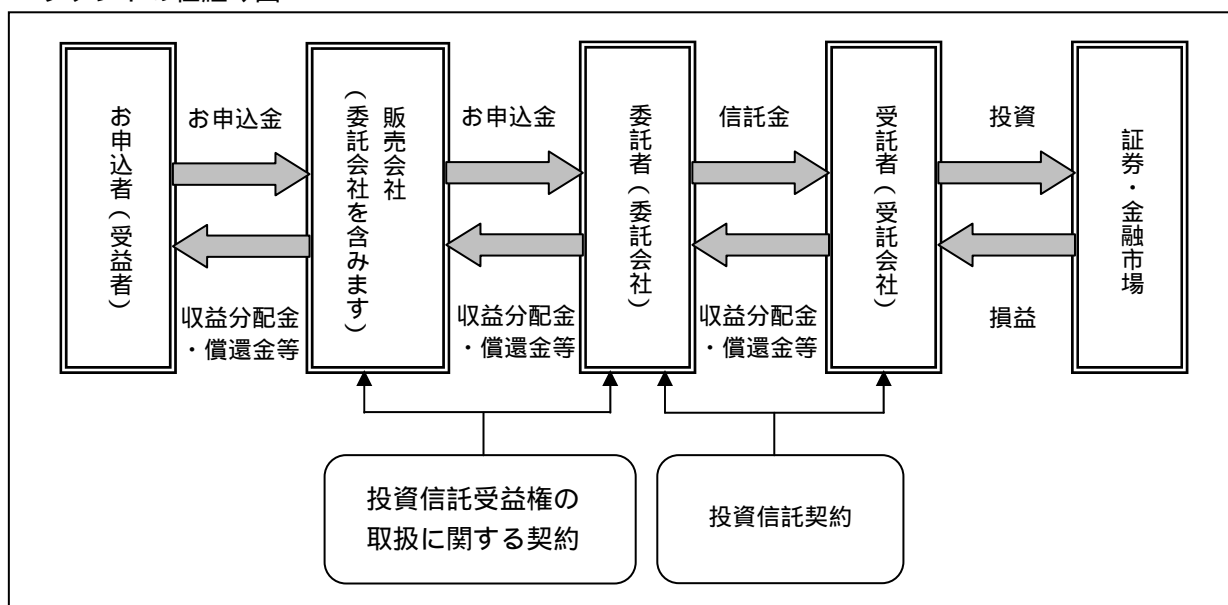 お申込者（受益者）
お申込金
収益分配金
・償還金等
販売会社
（委託会社を含みます）
お申込金
収益分配金
・償還金等
委託者（委託会社）
信託金
収益分配金
・償還金等
受託者（受託会社）
投資
損益
証券・金融市場
投資信託受益権の
取扱に関する契約
投資信託契約